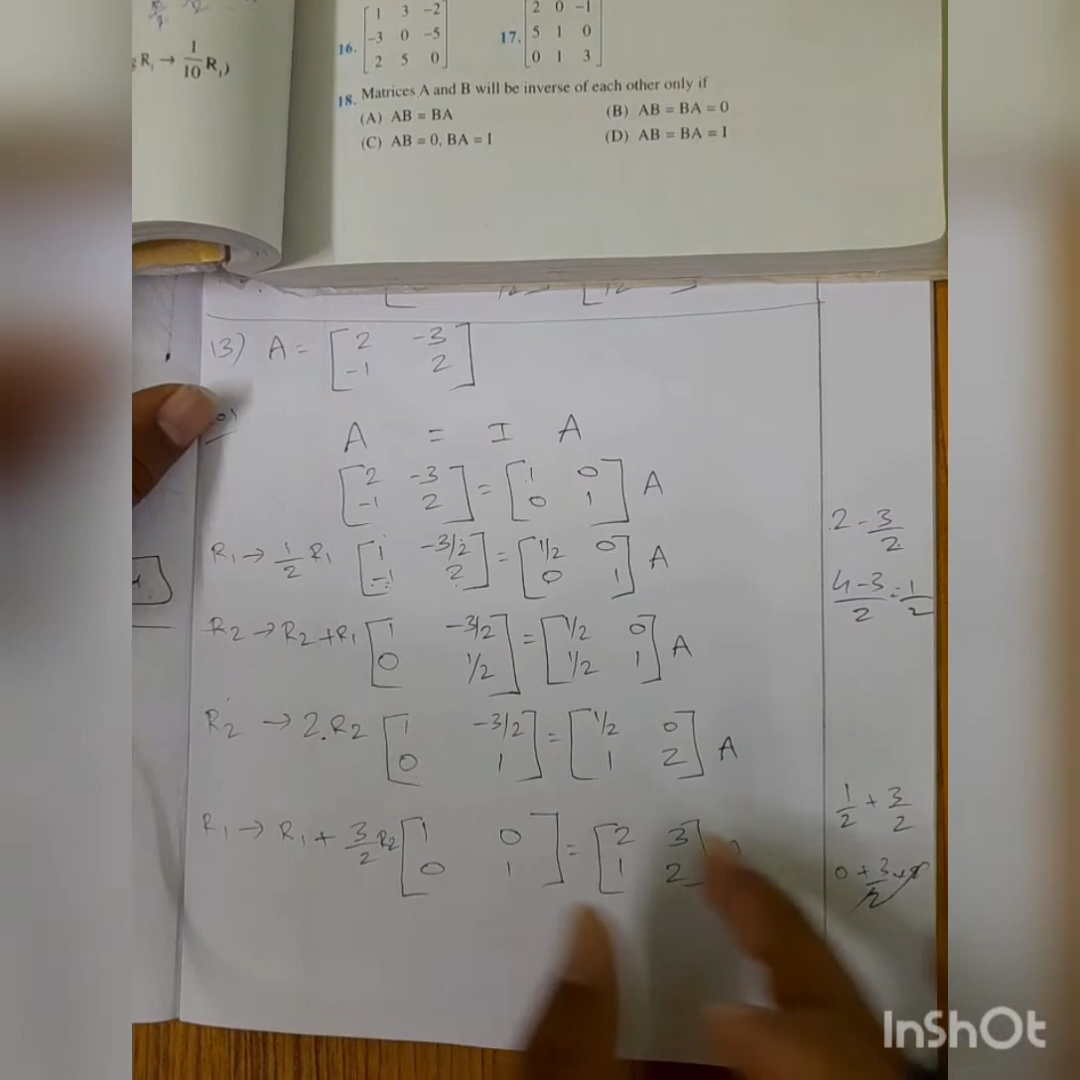 R₁ → 1/10 R₁)
16. [1 3 -2
-3 0 -5
2 5 0]
17. [2 0 -1
5 1 0
0 1 3]
18. Matrices A and B will be inverse of each other only if
(A) AB = BA (B) AB = BA = 0
(C) AB = 0, BA = I (D) AB = BA = I
13) A = [2 -3
-1 2]
A = I A
[2 -3
-1 2] = [1 0
0 1] A
R₁ → 1/2 R₁ [1 -3/2
-1 2] = [1/2 0
0 1] A
R₂ → R₂ + R₁ [1 -3/2
0 1/2] = [1/2 0
1/2 1] A
R₂ → 2.R₂ [1 -3/2
0 1] = [1/2 0
1 2] A
R₁ → R₁ + 3/2 R₂ [1 0
0 1] = [2 3
1 2]
2 - 3/2
4-3/2 = 1/2
1/2 + 3/2
0 + 3/2 × 2
InShOt